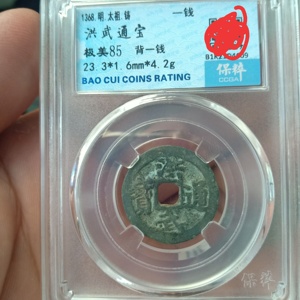 1368.明.太祖.铸 一钱
洪武通宝
极美85 背一钱
23.3*1.6mm*4.2g
BAO CUI COINS RATING
保粹
洪武通寶
保粹